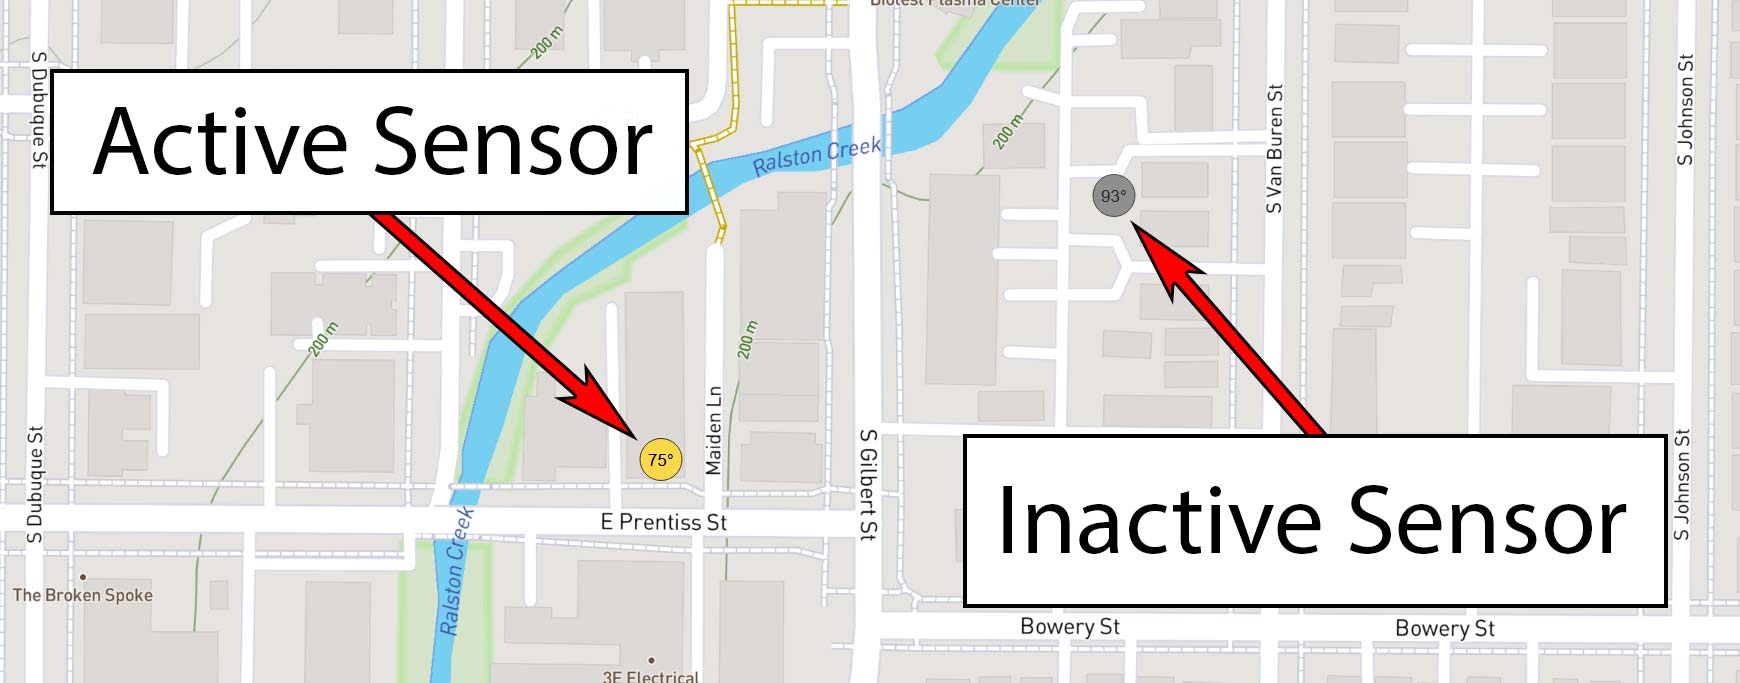 Biotest Plasma Center
200 m
S Dubuque St
S Johnson St
Active Sensor
S Van Buren St
200 m
Ralston Creek
93°
200 m
200 m
Maiden Ln
S Dubuque St
S Gilbert St
S Johnson St
75°
Inactive Sensor
E Prentiss St
Ralston Creek
The Broken Spoke
Bowery St
Bowery St
3E Electrical